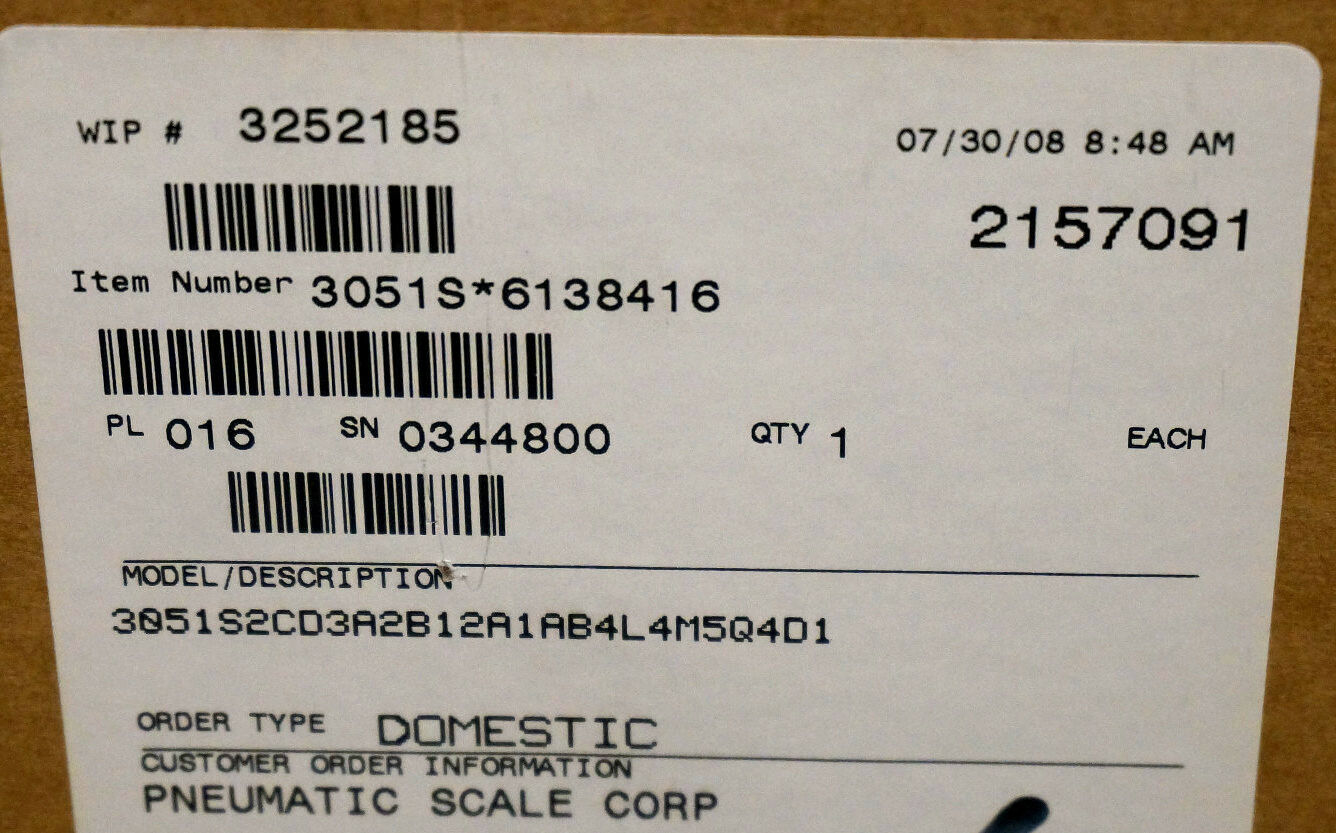 WIP # 3252185
07/30/08 8:48 AM
2157091
Item Number 3051S*6138416
PL 016 SN 0344800 QTY 1 EACH
MODEL/DESCRIPTION
3051S2CD3A2B12A1AB4L4M5Q4D1
ORDER TYPE DOMESTIC
CUSTOMER ORDER INFORMATION
PNEUMATIC SCALE CORP